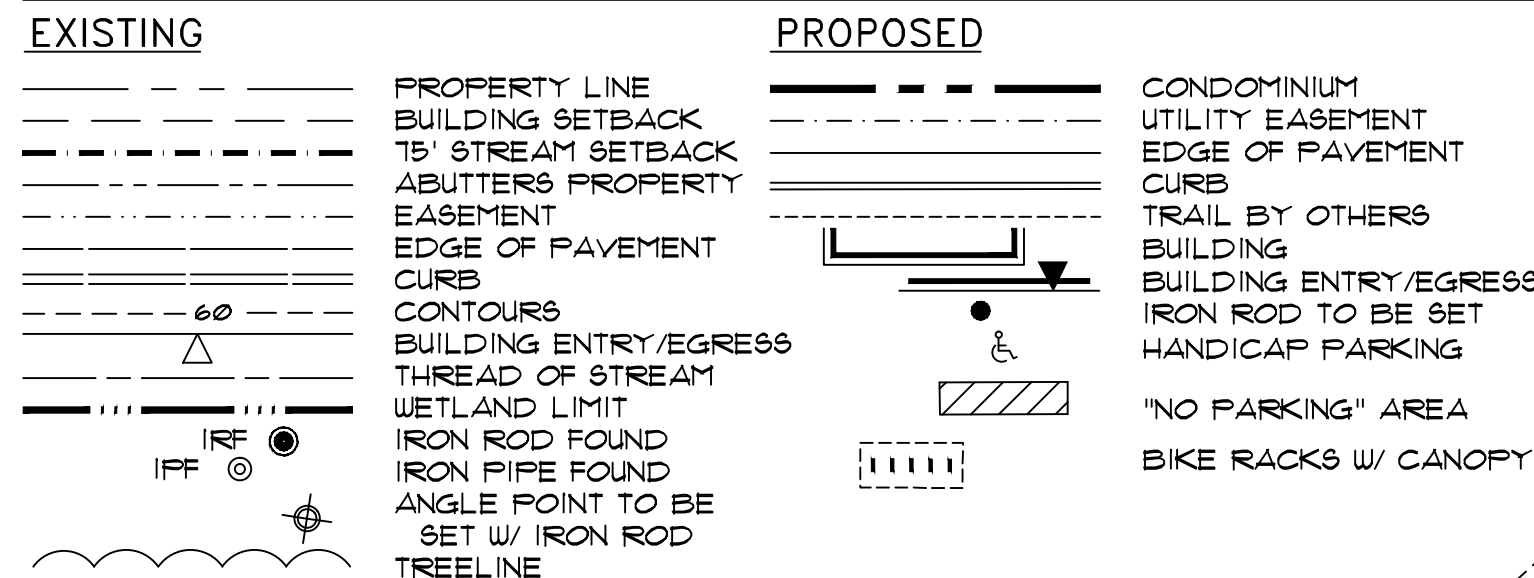 EXISTING
PROPERTY LINE
BUILDING SETBACK
75' STREAM SETBACK
ABUTTERS PROPERTY
EASEMENT
EDGE OF PAVEMENT
CURB
60 CONTOURS
BUILDING ENTRY/EGRESS
THREAD OF STREAM
WETLAND LIMIT
IRF IRON ROD FOUND
IPF IRON PIPE FOUND
ANGLE POINT TO BE
SET W/ IRON ROD
TREELINE
PROPOSED
CONDOMINIUM
UTILITY EASEMENT
EDGE OF PAVEMENT
CURB
TRAIL BY OTHERS
BUILDING
BUILDING ENTRY/EGRESS
IRON ROD TO BE SET
HANDICAP PARKING
"NO PARKING" AREA
BIKE RACKS W/ CANOPY